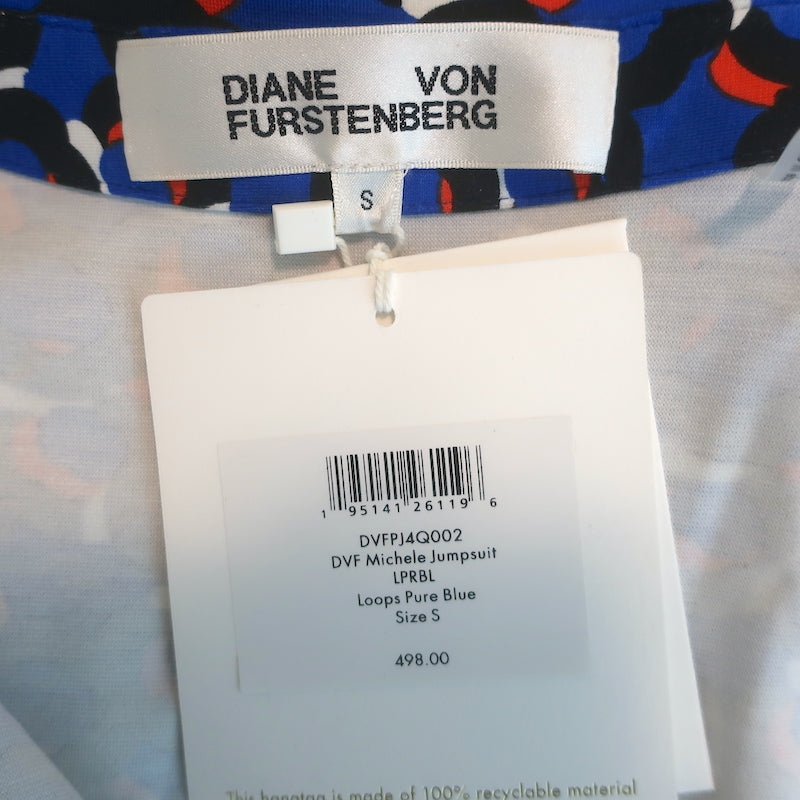 DIANE VON
FURSTENBERG
S
1 95141 26119 6
DVFPJ4Q002
DVF Michele Jumpsuit
LPRBL
Loops Pure Blue
Size S
498.00
This hangtag is made of 100% recyclable material